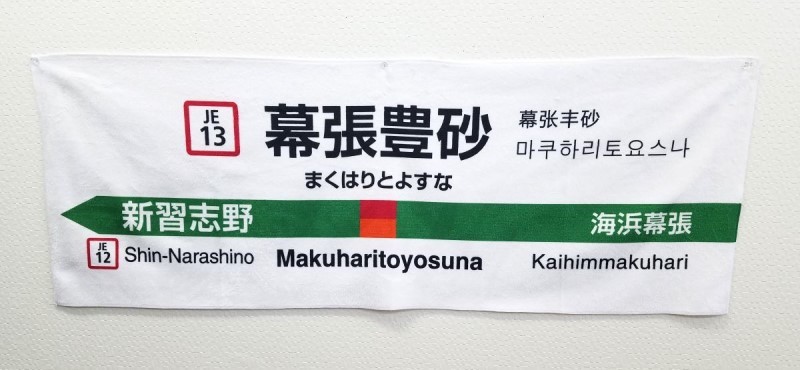 JE
13
幕張豊砂
幕张丰砂
마쿠하리토요스나
まくはりとよすな
新習志野
海浜幕張
JE
12
Shin-Narashino
Makuharitoyosuna
Kaihimmakuhari